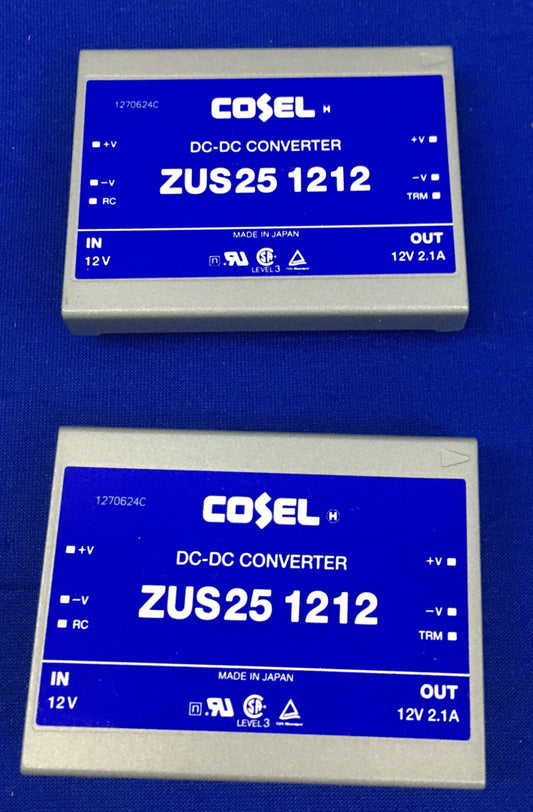 1270624C
COSEL H
DC-DC CONVERTER
+V
+V
ZUS25 1212
-V
-V
RC
TRM
MADE IN JAPAN
IN
OUT
12V
12V 2.1A
LEVEL 3
1270624C
COSEL H
DC-DC CONVERTER
+V
+V
ZUS25 1212
-V
-V
RC
TRM
MADE IN JAPAN
IN
OUT
12V
12V 2.1A
LEVEL 3